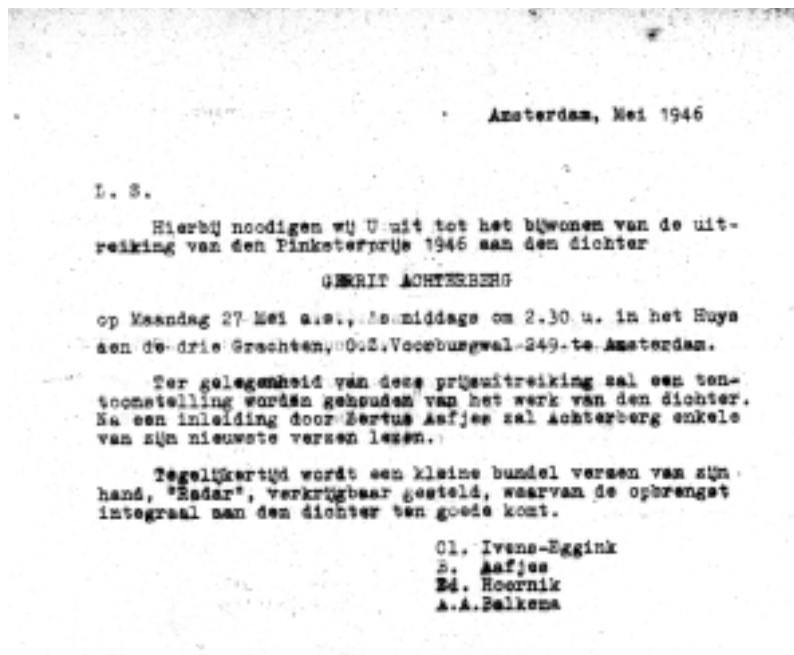 Amsterdam, Mei 1946
L. S.
Hierbij noodigen wij U uit tot het bijwonen van de uit-
reiking van den Pinksterprijs 1946 aan den dichter
GERRIT ACHTERBERG
op Maandag 27 Mei a.s., 's middags om 2.30 u. in het Huys
aan de drie Grachten, O.Z.Voorburgwal 249 te Amsterdam.
Ter gelegenheid van deze prijsuitreiking zal een ten-
toonstelling worden gehouden van het werk van den dichter.
Na een inleiding door Bertus Aafjes zal Achterberg enkele
van zijn nieuwste verzen lezen.
Tegelijkertijd wordt een kleine bundel verzen van zijn
hand, "Radar", verkrijgbaar gesteld, waarvan de opbrengst
integraal aan den dichter ten goede komt.
Cl. Ivens-Eggink
B. Aafjes
Ed. Hoornik
A.A.Balkema